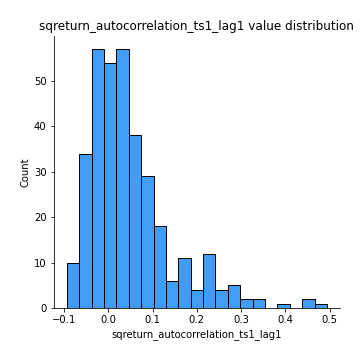 sqreturn_autocorrelation_ts1_lag1 value distribution
50
40
30
20
10
0
Count
−0.1 0.0 0.1 0.2 0.3 0.4 0.5
sqreturn_autocorrelation_ts1_lag1